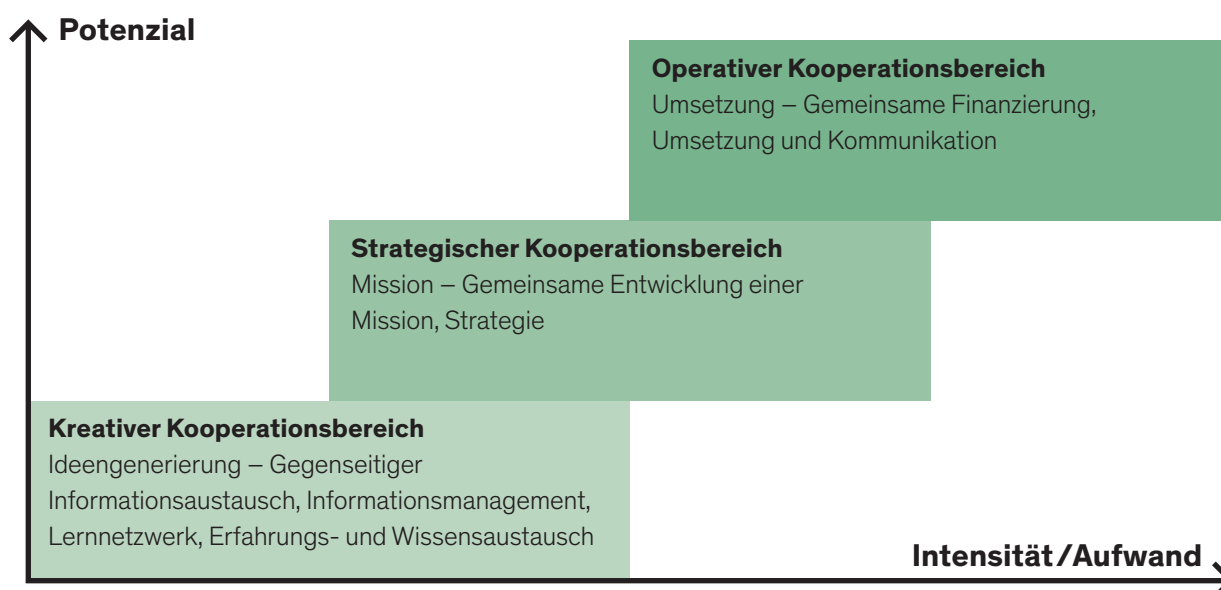 Potenzial
Operativer Kooperationsbereich
Umsetzung – Gemeinsame Finanzierung,
Umsetzung und Kommunikation
Strategischer Kooperationsbereich
Mission – Gemeinsame Entwicklung einer
Mission, Strategie
Kreativer Kooperationsbereich
Ideengenerierung – Gegenseitiger
Informationsaustausch, Informationsmanagement,
Lernnetzwerk, Erfahrungs- und Wissensaustausch
Intensität/Aufwand